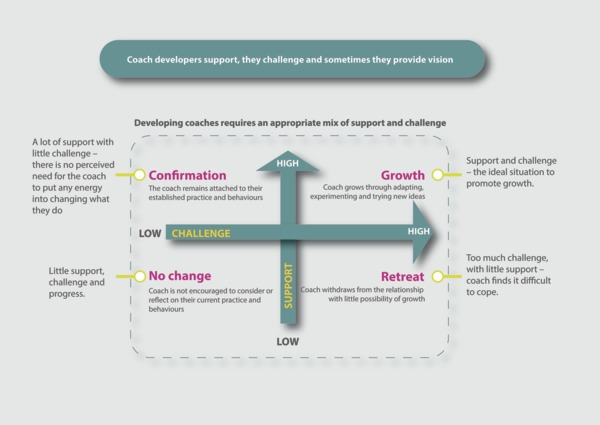 Coach developers support, they challenge and sometimes they provide vision
Developing coaches requires an appropriate mix of support and challenge
A lot of support with
little challenge –
there is no perceived
need for the coach
to put any energy
into changing what
they do
Confirmation
The coach remains attached to their
established practice and behaviours
HIGH
Growth
Coach grows through adapting,
experimenting and trying new ideas
Support and challenge
– the ideal situation to
promote growth.
LOW
CHALLENGE
HIGH
Little support,
challenge and
progress.
No change
Coach is not encouraged to consider or
reflect on their current practice and
behaviours
SUPPORT
Retreat
Coach withdraws from the relationship
with little possibility of growth
Too much challenge,
with little support –
coach finds it difficult
to cope.
LOW